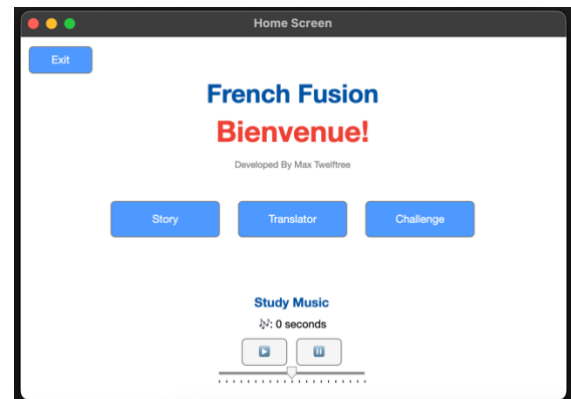 Home Screen
Exit
French Fusion
Bienvenue!
Developed By Max Twelftree
Story Translator Challenge
Study Music
🎶: 0 seconds